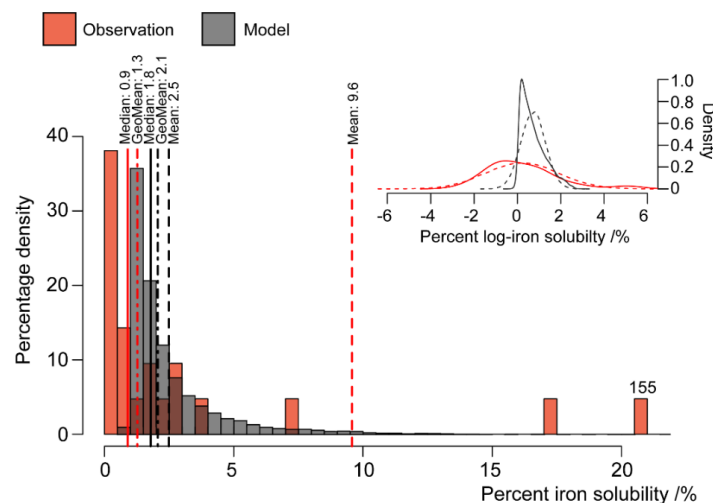 Observation Model
Median: 0.9
GeoMean: 1.3
Median: 1.8
GeoMean: 2.1
Mean: 2.5
Mean: 9.6
Percentage density
40
30
20
10
0
0 5 10 15 20
155
Percent iron solubility /%
1.0
0.8
0.6
0.4
0.2
0
Density
-6 -4 -2 0 2 4 6
Percent log-iron solubilty /%